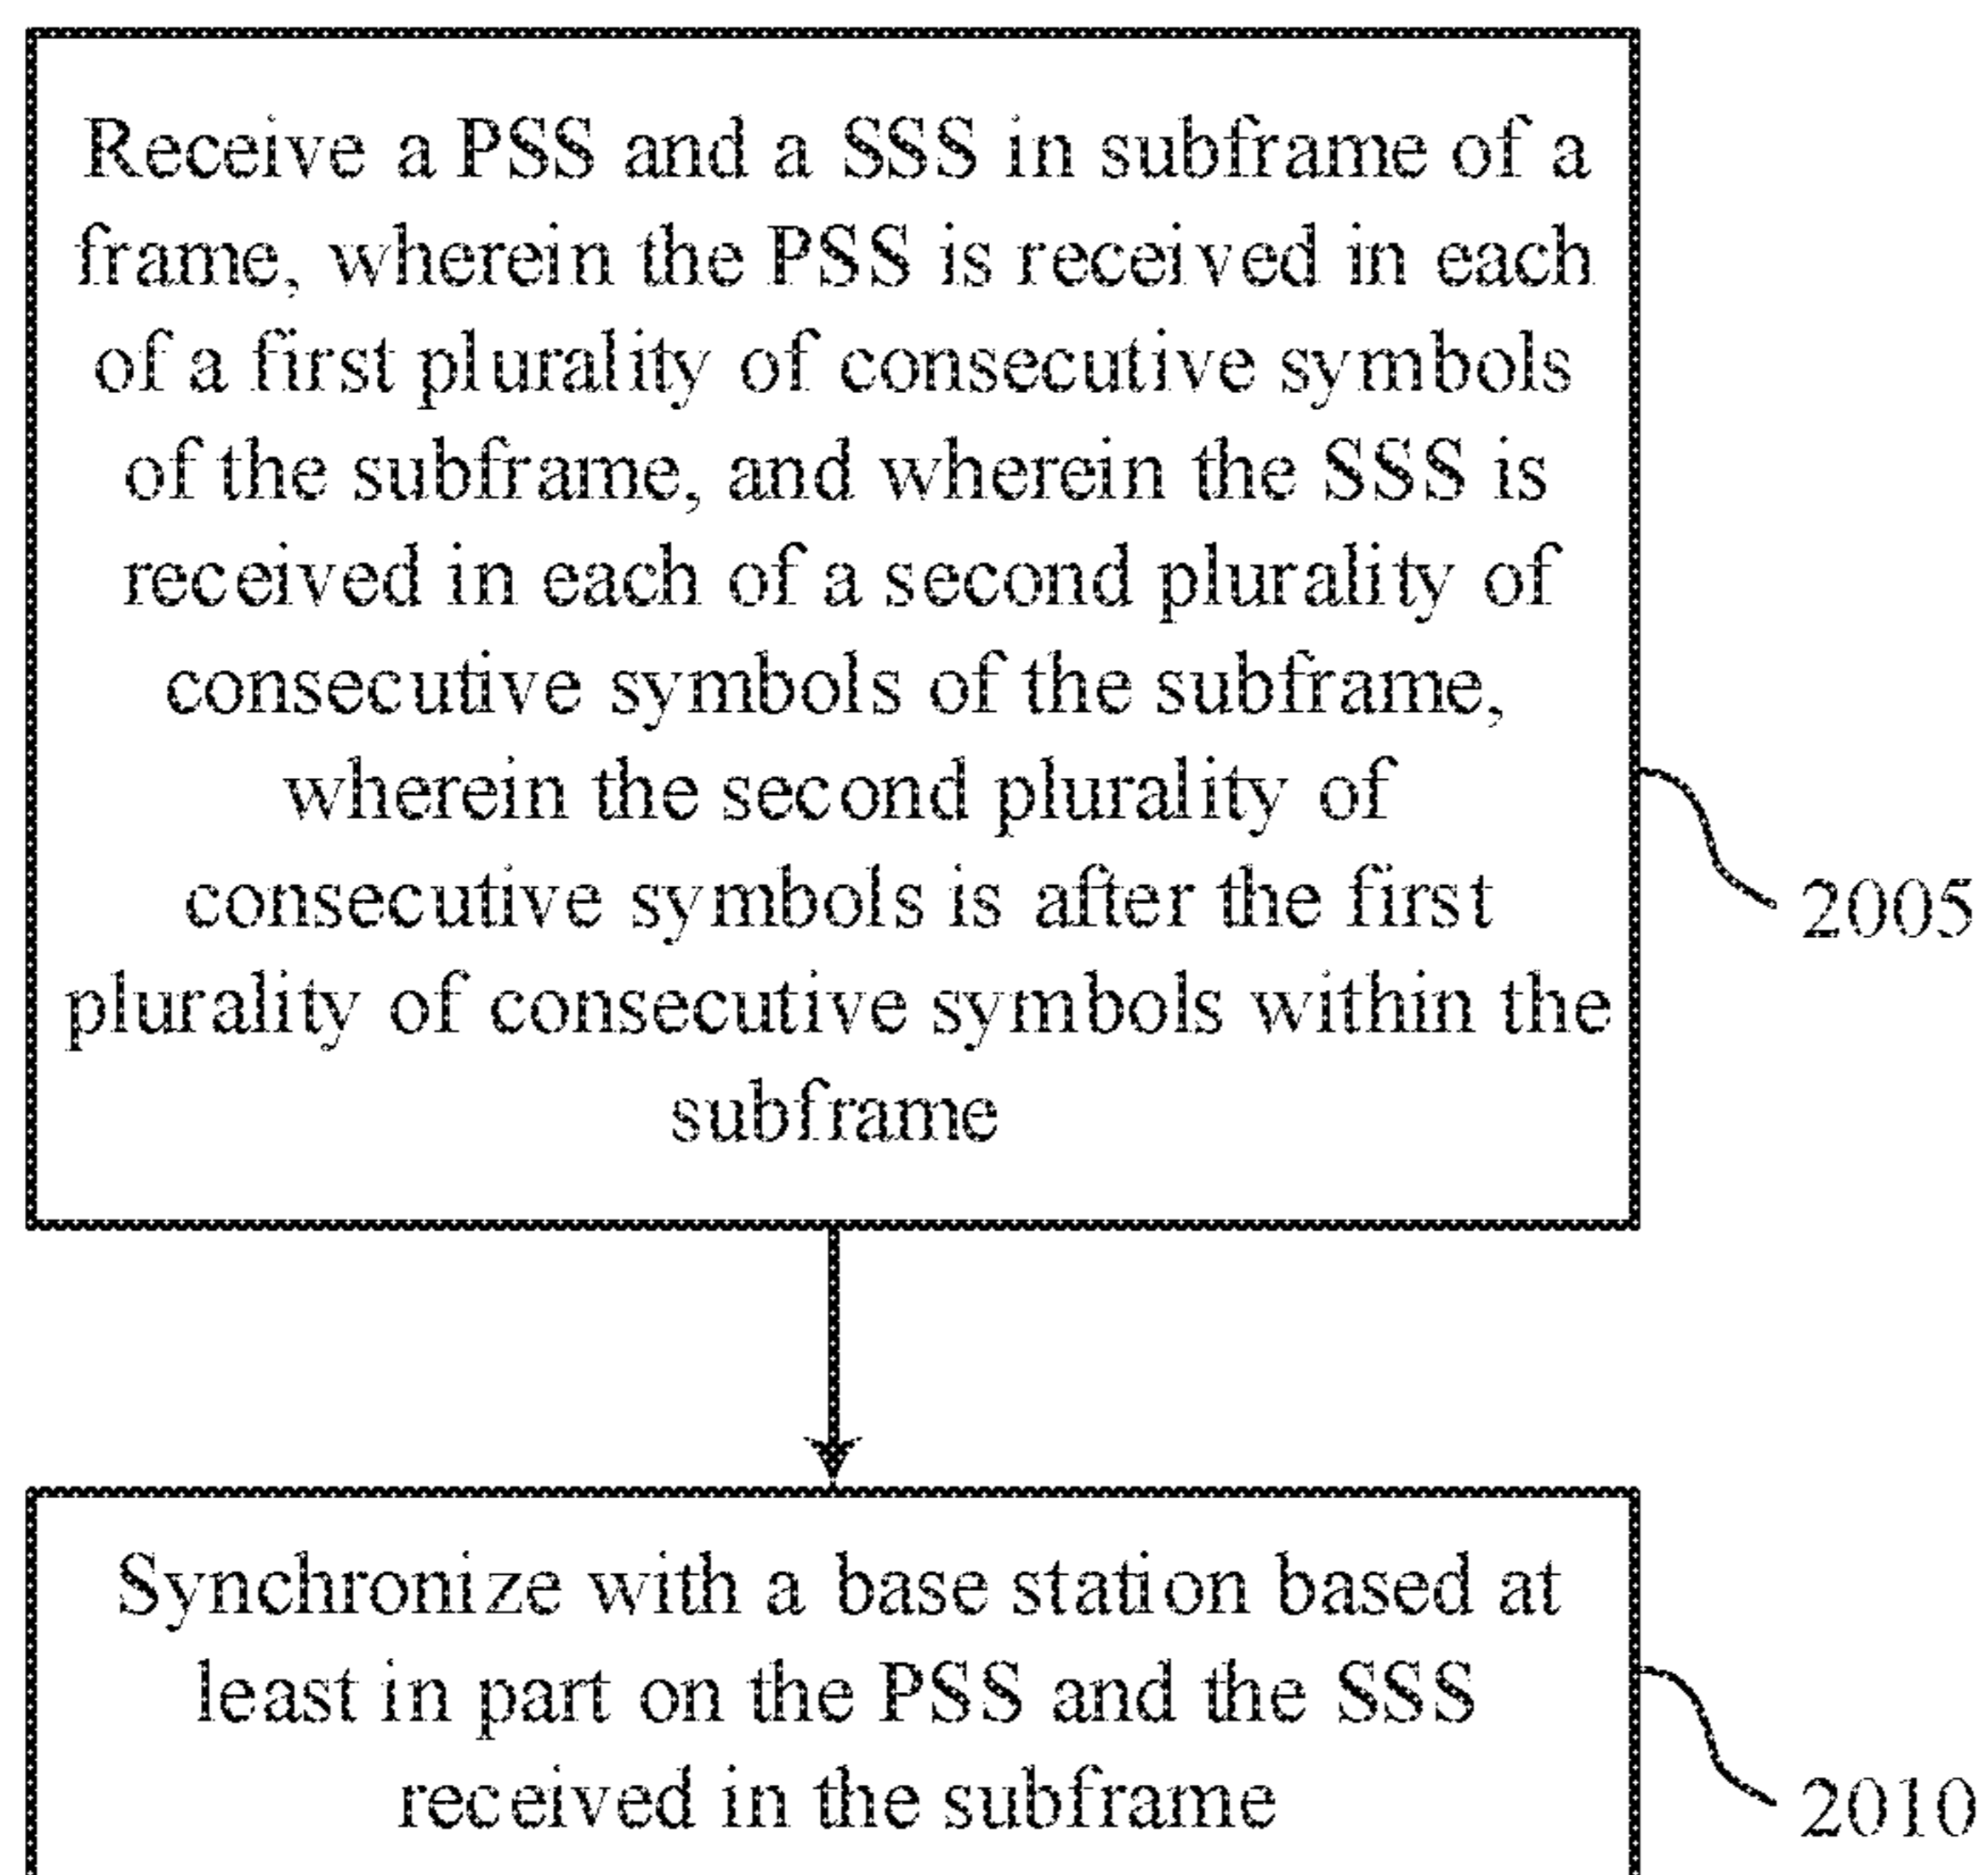 Receive a PSS and a SSS in subframe of a
frame, wherein the PSS is received in each
of a first plurality of consecutive symbols
of the subframe, and wherein the SSS is
received in each of a second plurality of
consecutive symbols of the subframe,
wherein the second plurality of
consecutive symbols is after the first
plurality of consecutive symbols within the
subframe
2005
Synchronize with a base station based at
least in part on the PSS and the SSS
received in the subframe
2010